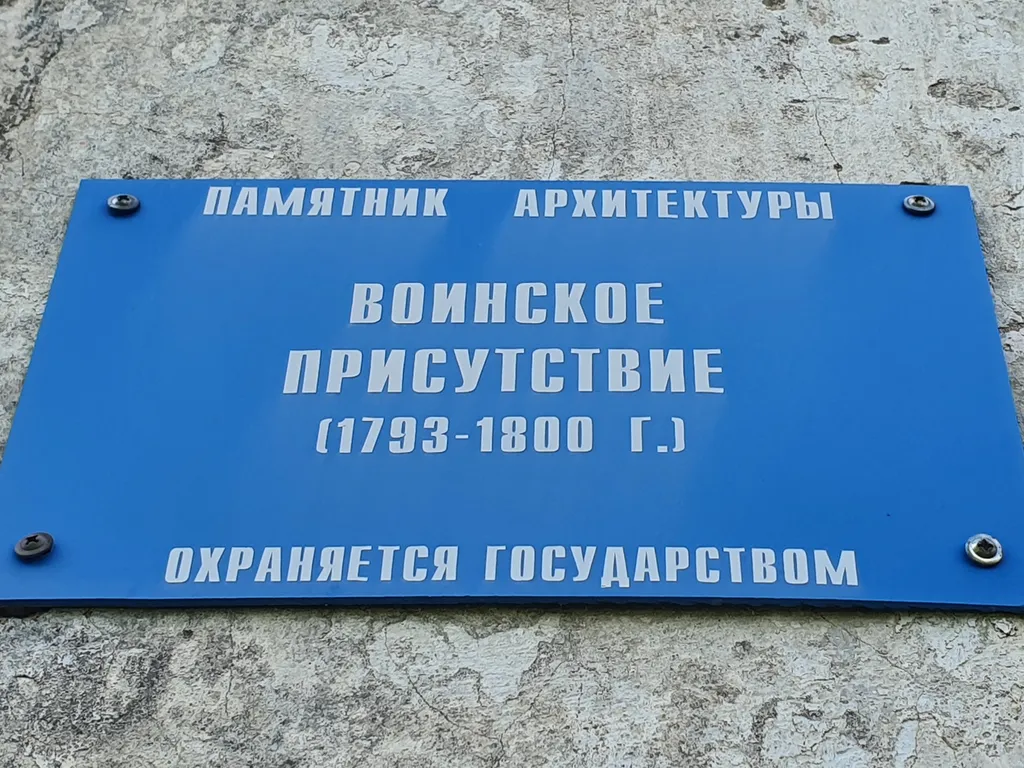 ПАМЯТНИК АРХИТЕКТУРЫ
ВОИНСКОЕ
ПРИСУТСТВИЕ
(1793-1800 Г.)
ОХРАНЯЕТСЯ ГОСУДАРСТВОМ